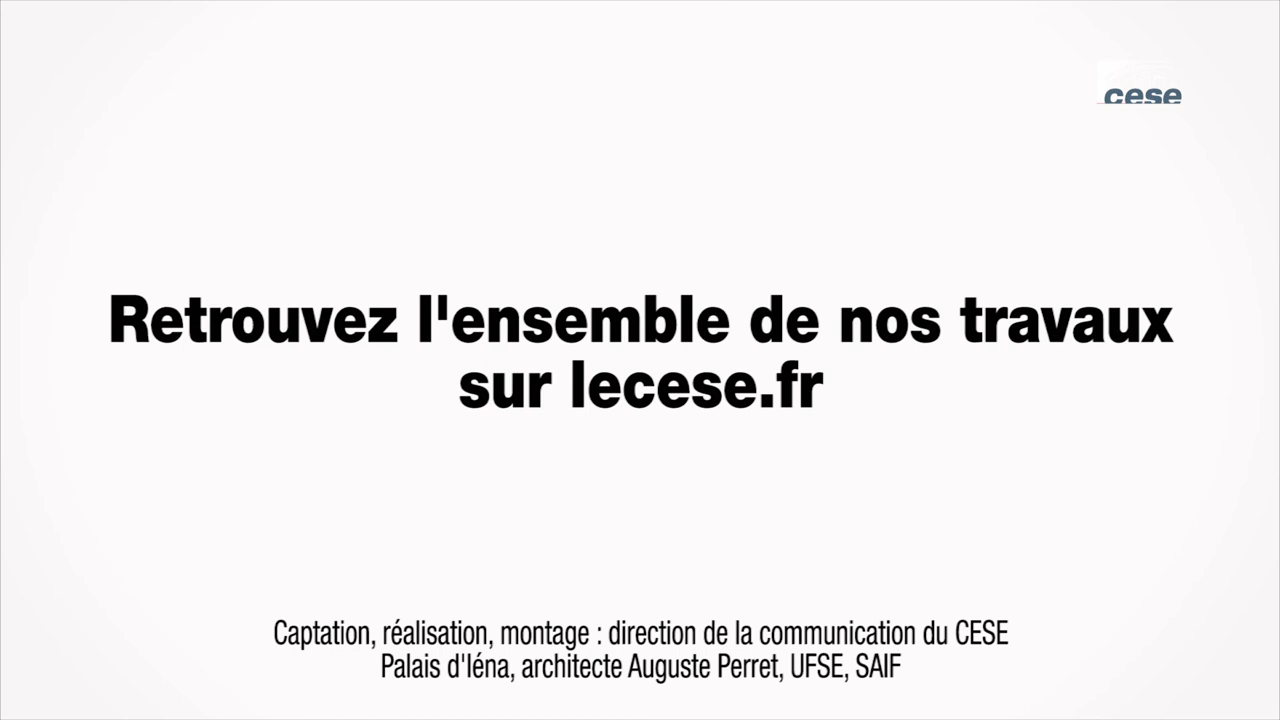 cese
Retrouvez l'ensemble de nos travaux
sur lecese.fr
Captation, réalisation, montage : direction de la communication du CESE
Palais d'Iéna, architecte Auguste Perret, UFSE, SAIF